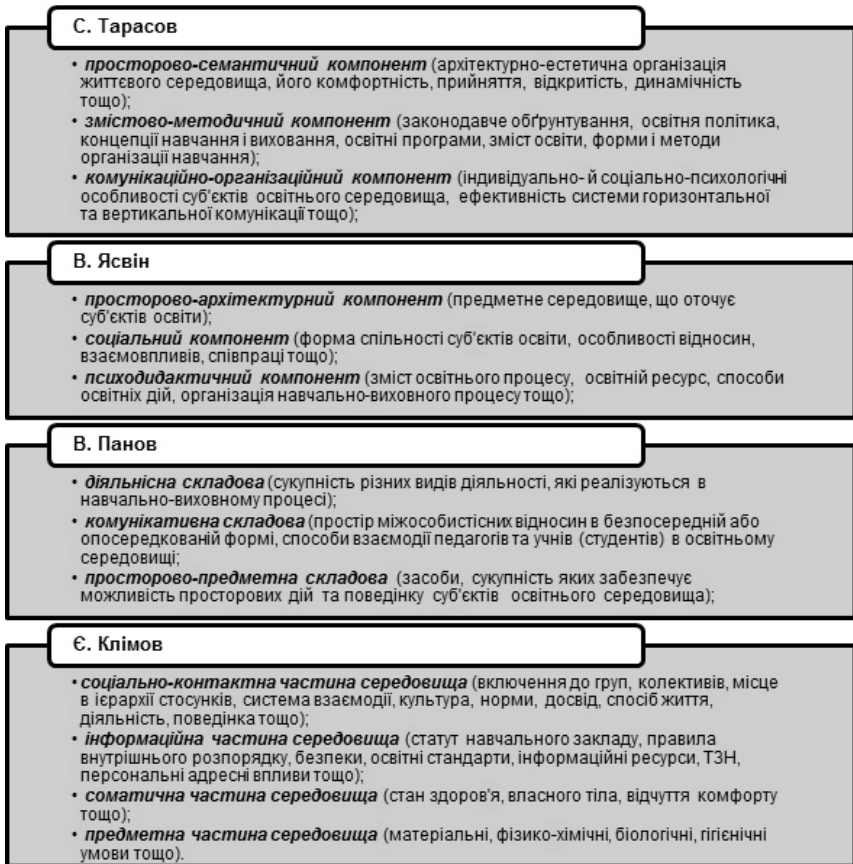 С. Тарасов
• просторово-семантичний компонент (архітектурно-естетична організація
життєвого середовища, його комфортність, прийняття, відкритість, динамічність
тощо);
• змістово-методичний компонент (законодавче обґрунтування, освітня політика,
концепції навчання і виховання, освітні програми, зміст освіти, форми і методи
організації навчання);
• комунікаційно-організаційний компонент (індивідуально- й соціально-психологічні
особливості суб'єктів освітнього середовища, ефективність системи горизонтальної
та вертикальної комунікації тощо);
В. Ясвін
• просторово-архітектурний компонент (предметне середовище, що оточує
суб'єктів освіти);
• соціальний компонент (форма спільності суб'єктів освіти, особливості відносин,
взаємовпливів, співпраці тощо);
• психодидактичний компонент (зміст освітнього процесу, освітній ресурс, способи
освітніх дій, організація навчально-виховного процесу тощо);
В. Панов
• діяльнісна складова (сукупність різних видів діяльності, які реалізуються в
навчально-виховному процесі);
• комунікативна складова (простір міжособистісних відносин в безпосередній або
опосередкованій формі, способи взаємодії педагогів та учнів (студентів) в освітньому
середовищі;
• просторово-предметна складова (засоби, сукупність яких забезпечує
можливість просторових дій та поведінку суб'єктів освітнього середовища);
Є. Клімов
• соціально-контактна частина середовища (включення до груп, колективів, місце
в ієрархії стосунків, система взаємодії, культура, норми, досвід, спосіб життя,
діяльність, поведінка тощо);
• інформаційна частина середовища (статут навчального закладу, правила
внутрішнього розпорядку, безпеки, освітні стандарти, інформаційні ресурси, ТЗН,
персональні адресні впливи тощо);
• соматична частина середовища (стан здоров'я, власного тіла, відчуття комфорту
тощо);
• предметна частина середовища (матеріальні, фізико-хімічні, біологічні, гігієнічні
умови тощо).